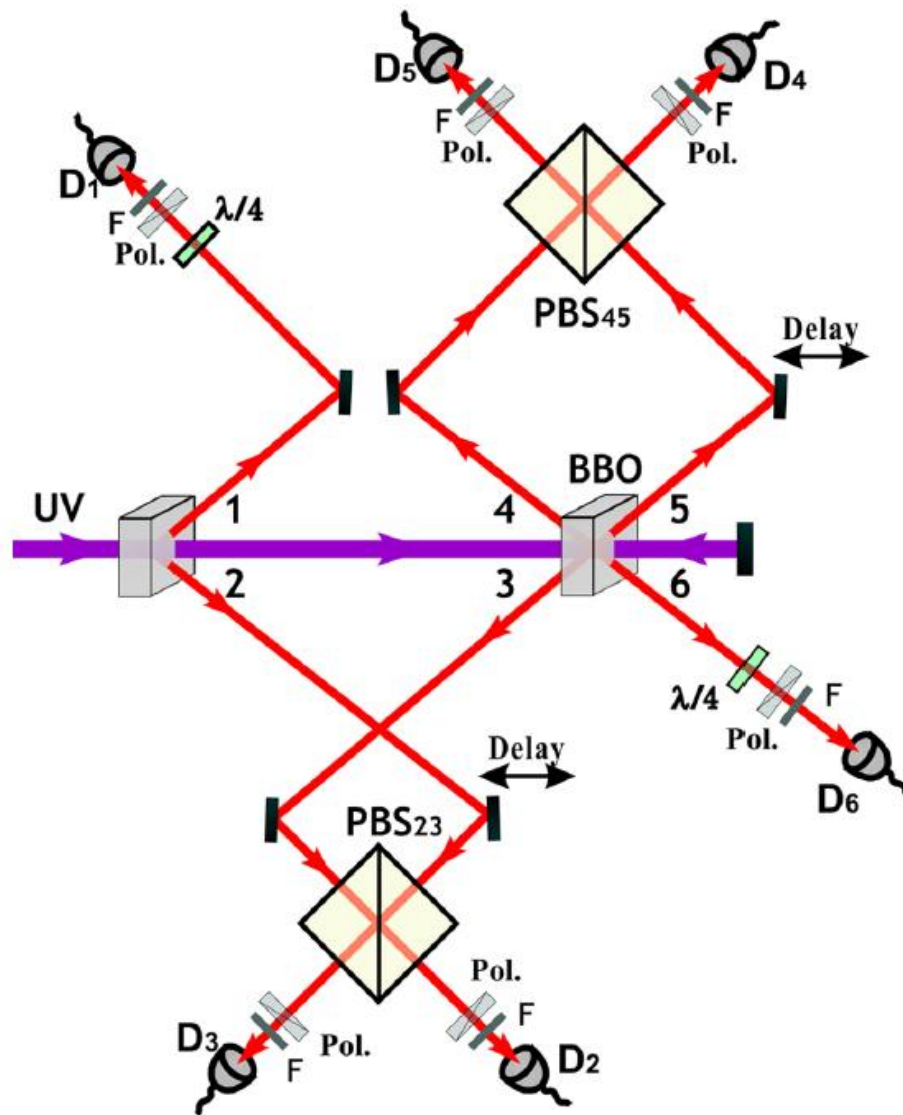 D5
D4
F
F
Pol.
Pol.
D1
λ/4
F
Pol.
PBS45
Delay
BBO
UV
1
4
5
2
3
6
λ/4
F
Pol.
Delay
D6
PBS23
Pol.
D3
F
Pol.
F
D2